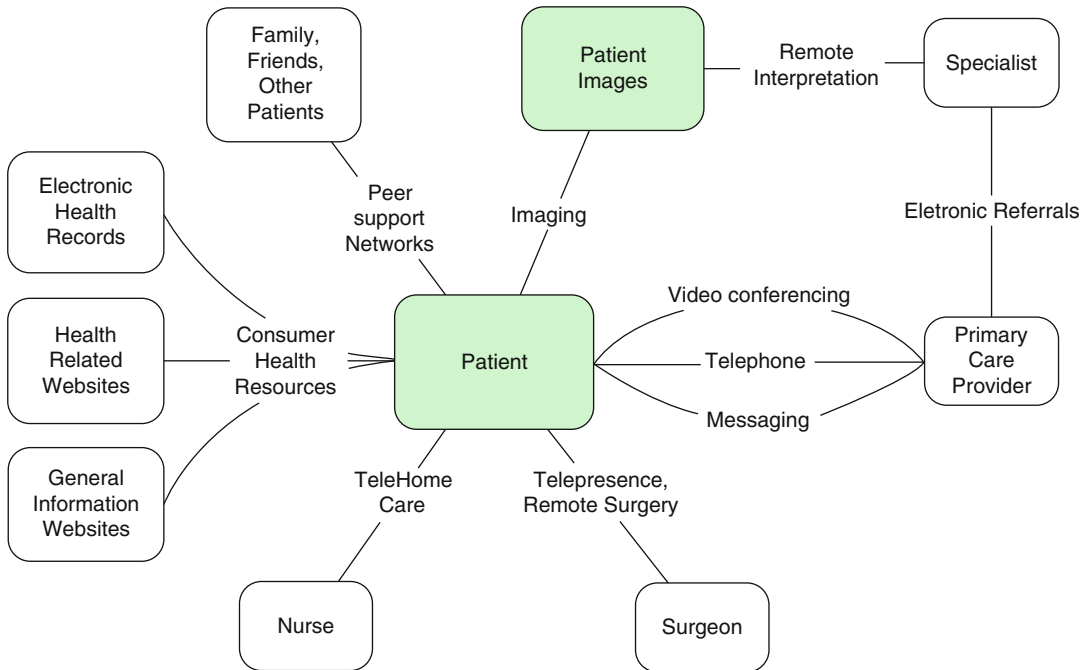 Family,
Friends,
Other
Patients
Patient
Images
Remote
Interpretation
Specialist
Electronic
Health
Records
Peer
support
Networks
Imaging
Eletronic Referrals
Health
Related
Websites
Consumer
Health
Resources
Patient
Video conferencing
Telephone
Messaging
Primary
Care
Provider
General
Information
Websites
TeleHome
Care
Telepresence,
Remote Surgery
Nurse
Surgeon